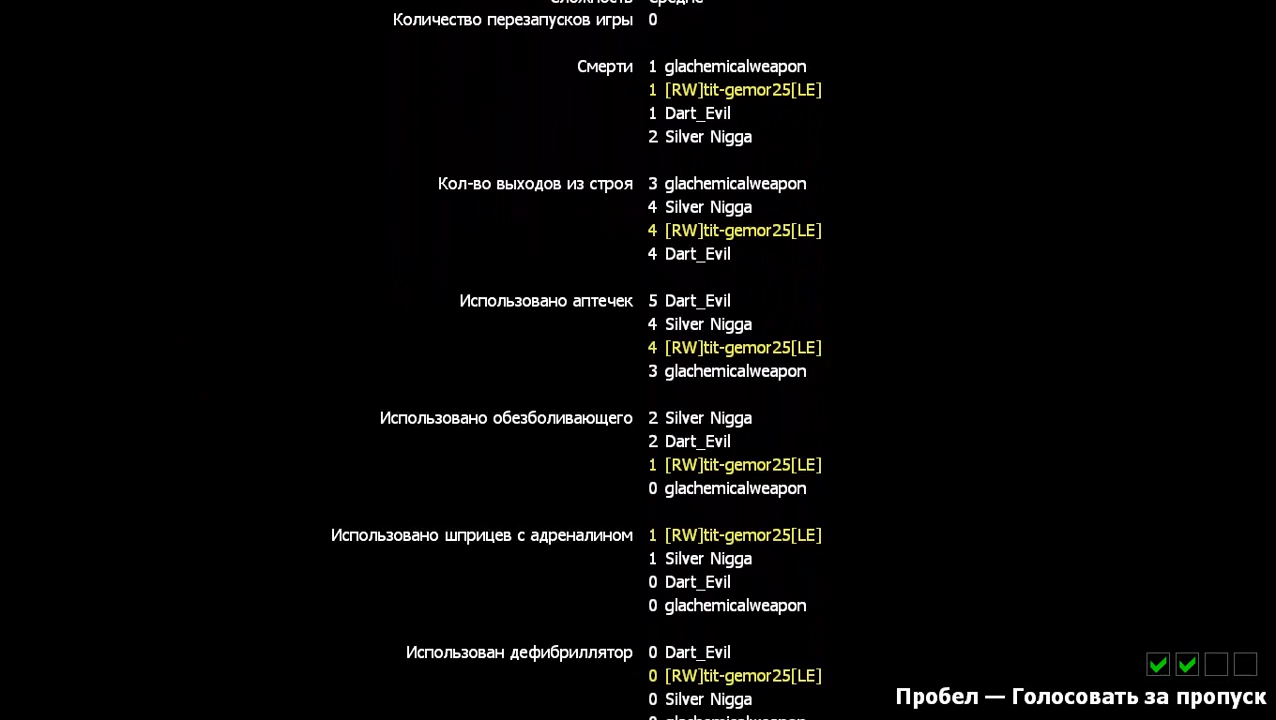 Сложность Средне
Количество перезапусков игры 0
Смерти 1 glachemicalweapon
1 [RW]tit-gemor25[LE]
1 Dart_Evil
2 Silver Nigga
Кол-во выходов из строя 3 glachemicalweapon
4 Silver Nigga
4 [RW]tit-gemor25[LE]
4 Dart_Evil
Использовано аптечек 5 Dart_Evil
4 Silver Nigga
4 [RW]tit-gemor25[LE]
3 glachemicalweapon
Использовано обезболивающего 2 Silver Nigga
2 Dart_Evil
1 [RW]tit-gemor25[LE]
0 glachemicalweapon
Использовано шприцев с адреналином 1 [RW]tit-gemor25[LE]
1 Silver Nigga
0 Dart_Evil
0 glachemicalweapon
Использован дефибриллятор 0 Dart_Evil
0 [RW]tit-gemor25[LE]
0 Silver Nigga
0 glachemicalweapon
Пробел — Голосовать за пропуск